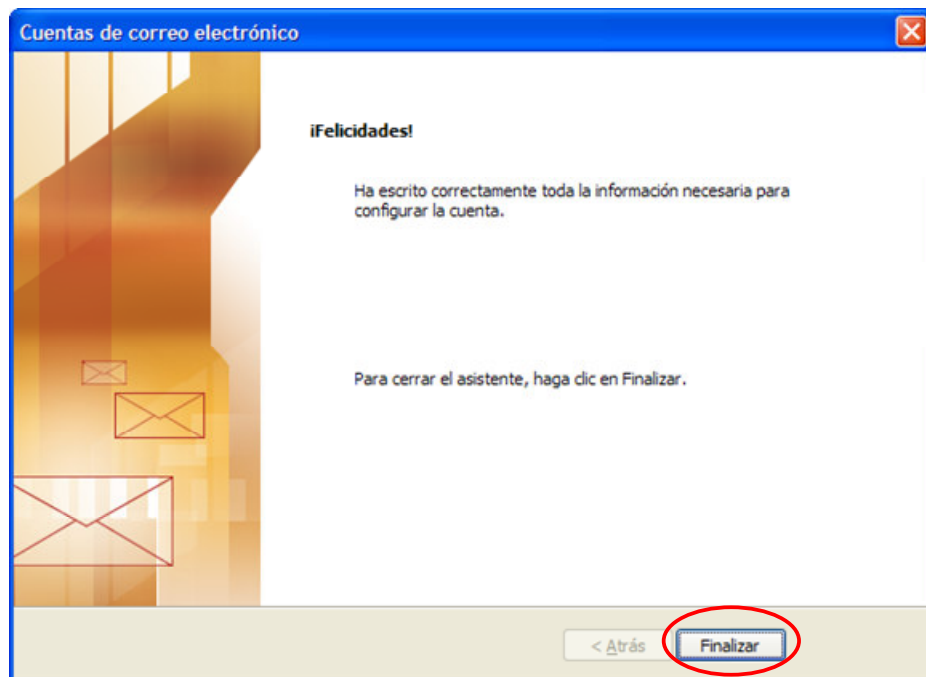 Cuentas de correo electrónico
¡Felicidades!
Ha escrito correctamente toda la información necesaria para
configurar la cuenta.
Para cerrar el asistente, haga clic en Finalizar.
< Atrás
Finalizar